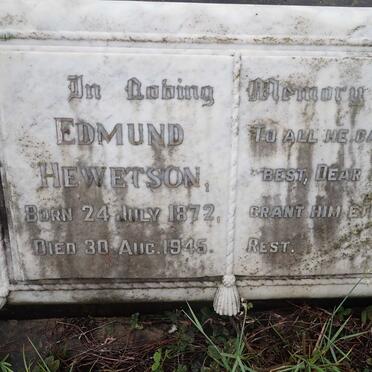 In Loving Memory
EDMUND
HEWETSON,
BORN 24 JULY 1872,
DIED 30 AUG. 1945.
TO ALL HE
BEST, DEAR
GRANT HIM
REST.